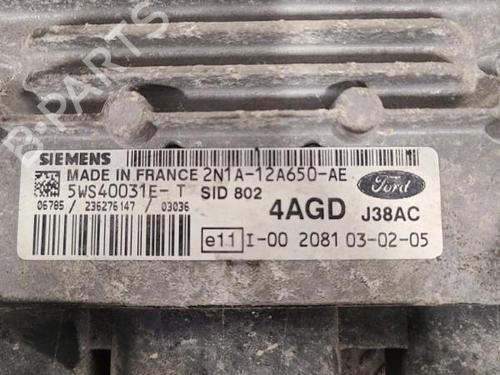 B-PARTS
SIEMENS
MADE IN FRANCE 2N1A-12A650-AE
5WS40031E-T SID 802
06785 / 236276147 / 03036
Ford
4AGD J38AC
e11 I-00 2081 03-02-05